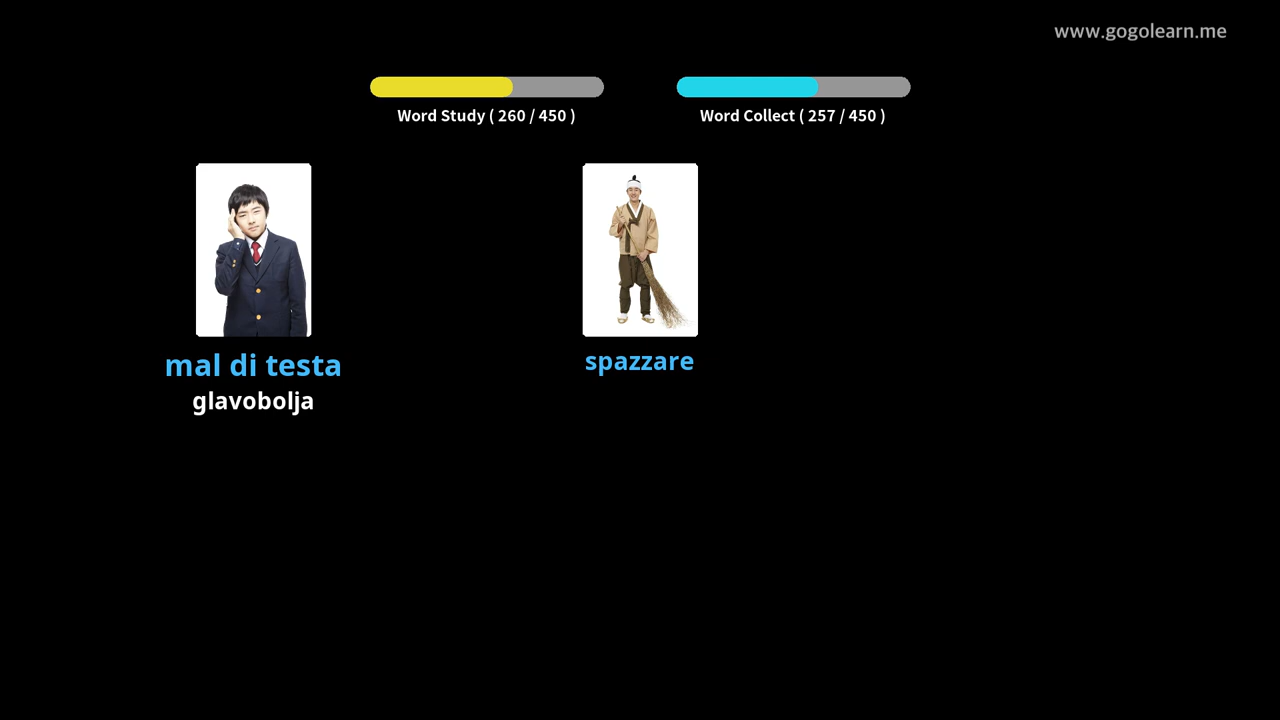 www.gogolearn.me
Word Study ( 260 / 450 )
Word Collect ( 257 / 450 )
mal di testa
glavobolja
spazzare